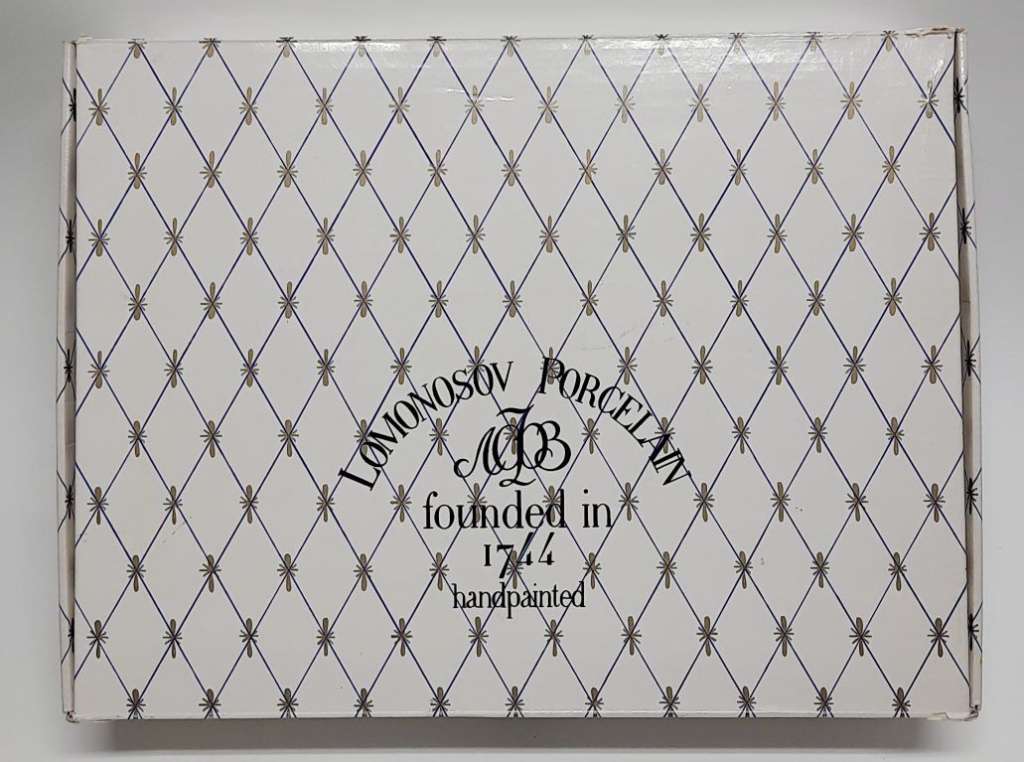 LOMONOSOV PORCELAIN
ЛФЗ
founded in
1744
handpainted